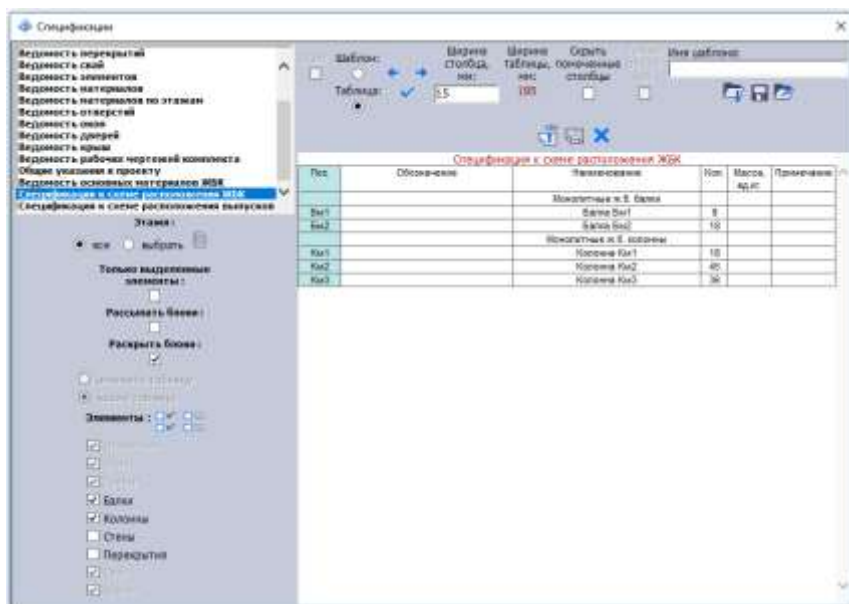 Спецификации
Ведомость перекрытий
Ведомость свай
Ведомость элементов
Ведомость материалов
Ведомость материалов по этажам
Ведомость отверстий
Ведомость окон
Ведомость дверей
Ведомость крыш
Ведомость рабочих чертежей комплекта
Общие указания к проекту
Ведомость основных материалов ЖБК
Спецификация к схеме расположения ЖБК
Спецификация к схеме расположения выпусков
Этажи:
все выбрать
Только выделенные
элементы:
Рассыпать блоки:
Раскрыть блоки:
Элементы:
Балки
Колонны
Стены
Перекрытия
Шаблон:
Таблица:
Ширина
столбца,
мм:
15
Ширина
таблицы,
мм:
185
Скрыть
помеченные
столбцы
Имя шаблона:
Спецификация к схеме расположения ЖБК
Поз. Обозначение Наименование Кол Масса, ед.кг Примечание
Монолитные ж.б. балки
Бм1 Балка Бм1 9
Бм2 Балка Бм2 18
Монолитные ж.б. колонны
Км1 Колонна Км1 18
Км2 Колонна Км2 45
Км3 Колонна Км3 36